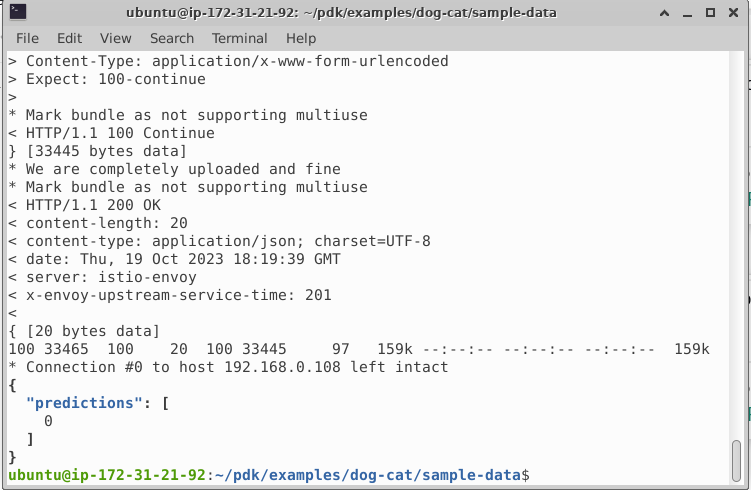 ubuntu@ip-172-31-21-92: ~/pdk/examples/dog-cat/sample-data
File Edit View Search Terminal Help
> Content-Type: application/x-www-form-urlencoded
> Expect: 100-continue
>
* Mark bundle as not supporting multiuse
< HTTP/1.1 100 Continue
} [33445 bytes data]
* We are completely uploaded and fine
* Mark bundle as not supporting multiuse
< HTTP/1.1 200 OK
< content-length: 20
< content-type: application/json; charset=UTF-8
< date: Thu, 19 Oct 2023 18:19:39 GMT
< server: istio-envoy
< x-envoy-upstream-service-time: 201
<
{ [20 bytes data]
100 33465  100    20  100 33445     97   159k --:--:-- --:--:-- --:--:--  159k
* Connection #0 to host 192.168.0.108 left intact
{
  "predictions": [
    0
  ]
}
ubuntu@ip-172-31-21-92:~/pdk/examples/dog-cat/sample-data$